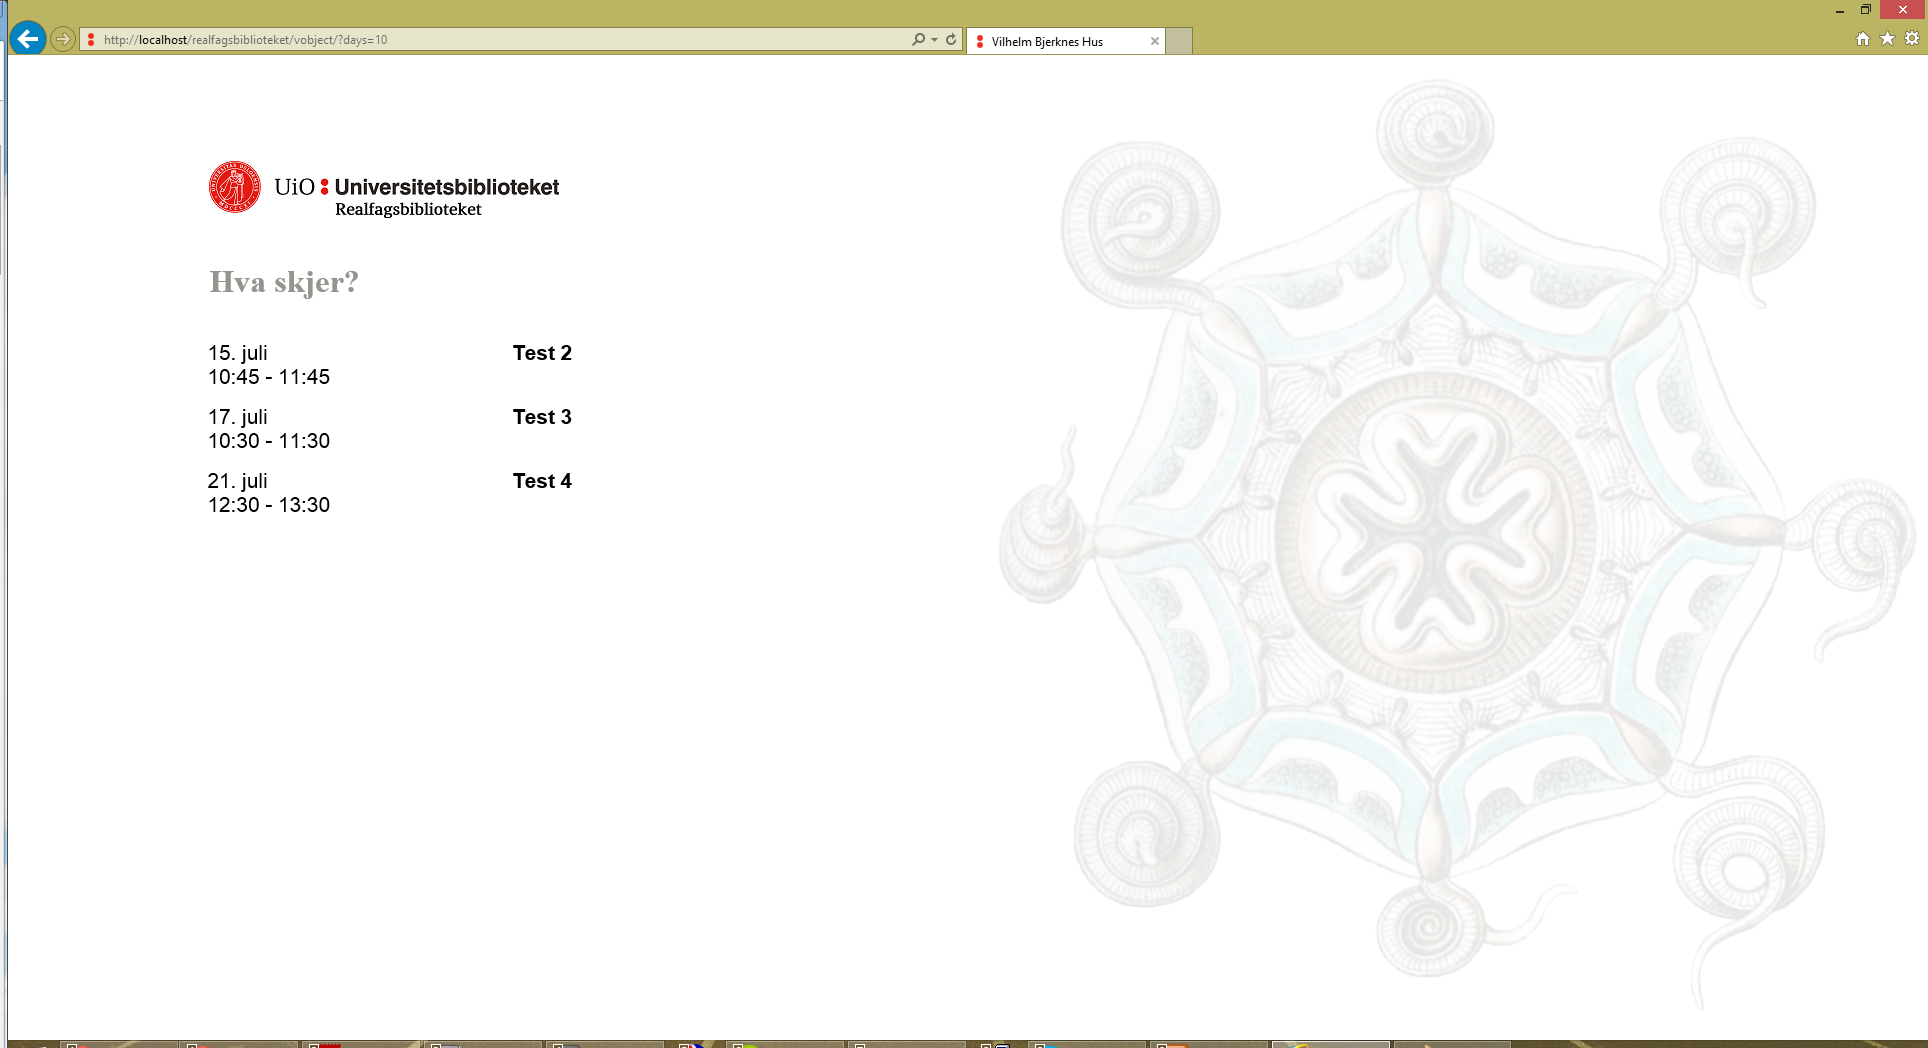 http://localhost/realfagsbiblioteket/vobject/?days=10
Vilhelm Bjerknes Hus
UiO : Universitetsbiblioteket
Realfagsbiblioteket
Hva skjer?
15. juli
Test 2
10:45 - 11:45
17. juli
Test 3
10:30 - 11:30
21. juli
Test 4
12:30 - 13:30